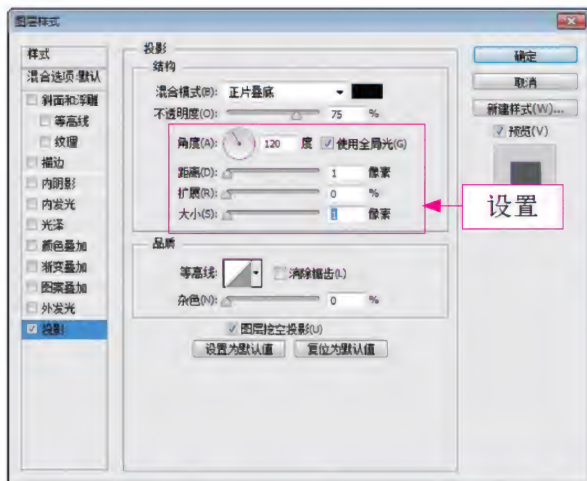 图层样式
样式
混合选项:默认
斜面和浮雕
等高线
纹理
描边
内阴影
内发光
光泽
颜色叠加
渐变叠加
图案叠加
外发光
投影
投影
结构
混合模式(B): 正片叠底
不透明度(O): 75 %
角度(A): 120 度 使用全局光(G)
距离(D): 1 像素
扩展(R): 0 %
大小(S): 1 像素
品质
等高线: 消除锯齿(L)
杂色(N): 0 %
图层挖空投影(U)
设置为默认值 复位为默认值
确定
取消
新建样式(W)...
预览(V)
设置